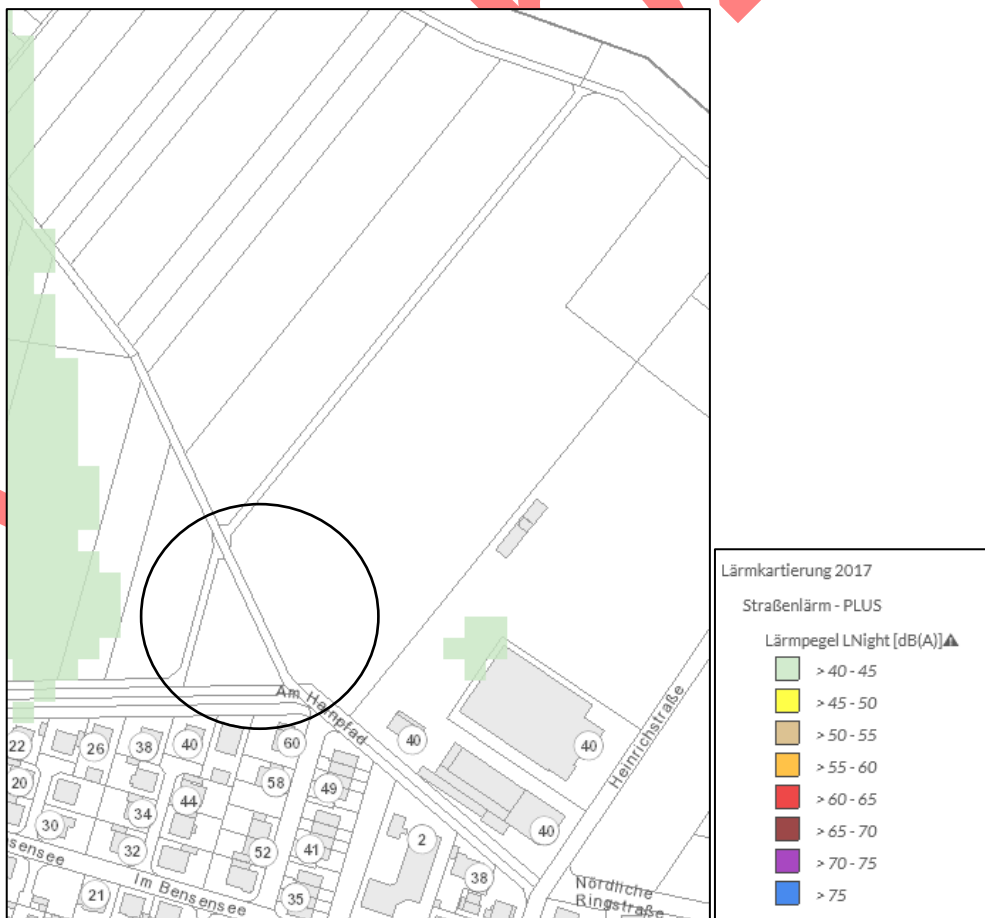 Am Hainpfad
Heinrichstraße
22
26
38
40
60
40
40
20
58
49
44
34
30
40
2
32
52
41
sensee
38
Im Bensensee
21
35
Nördliche
Ringstraße
Lärmkartierung 2017
Straßenlärm - PLUS
Lärmpegel LNight [dB(A)]
> 40 - 45
> 45 - 50
> 50 - 55
> 55 - 60
> 60 - 65
> 65 - 70
> 70 - 75
> 75